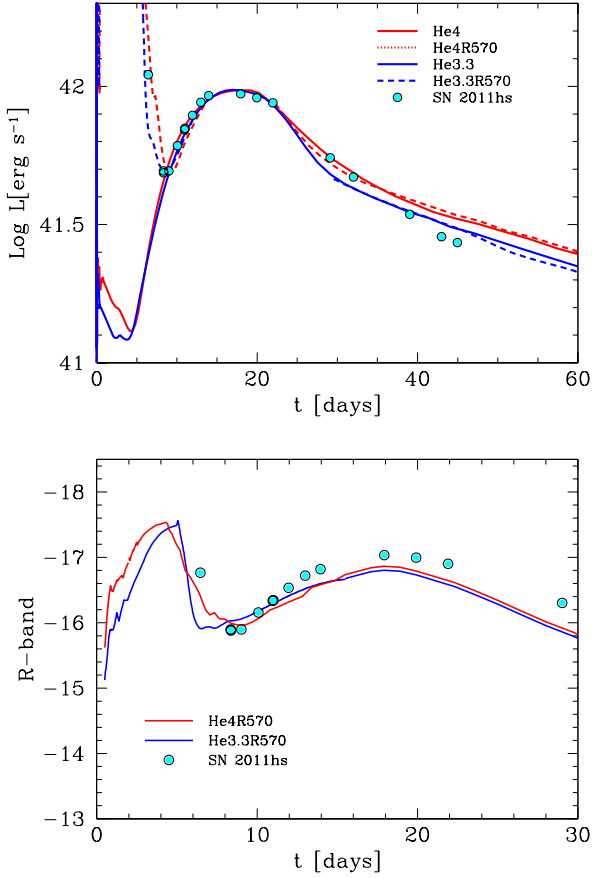 Log L[erg s⁻¹]
42
41.5
41
He4
He4R570
He3.3
He3.3R570
SN 2011hs
0 20 40 60
t [days]
R-band
-18
-17
-16
-15
-14
-13
He4R570
He3.3R570
SN 2011hs
0 10 20 30
t [days]